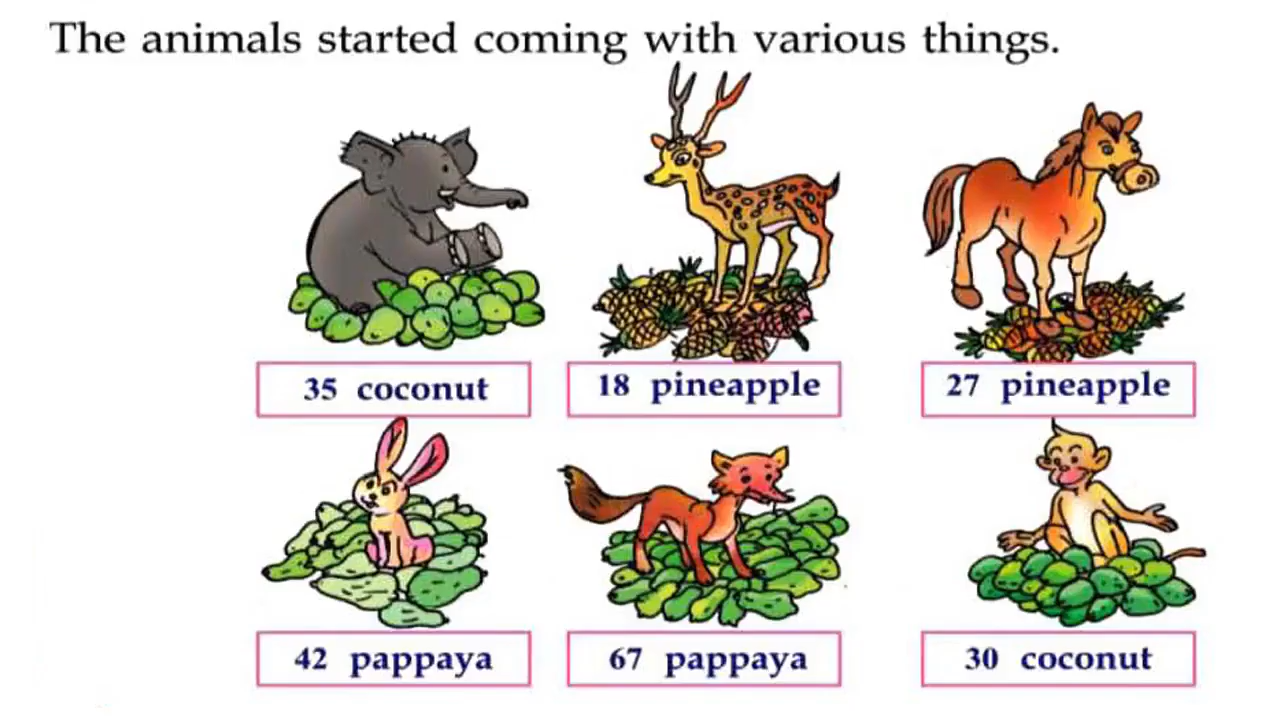 The animals started coming with various things.
35 coconut
18 pineapple
27 pineapple
42 pappaya
67 pappaya
30 coconut